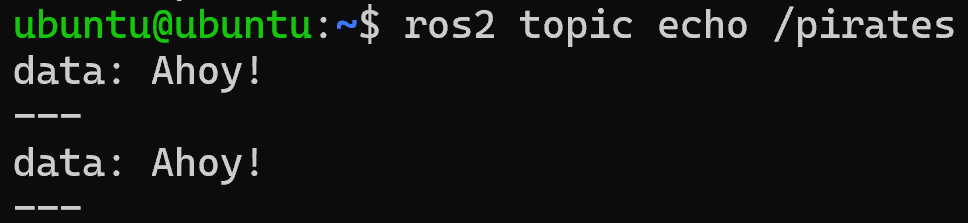 ubuntu@ubuntu:~$ ros2 topic echo /pirates
data: Ahoy!
---
data: Ahoy!
---